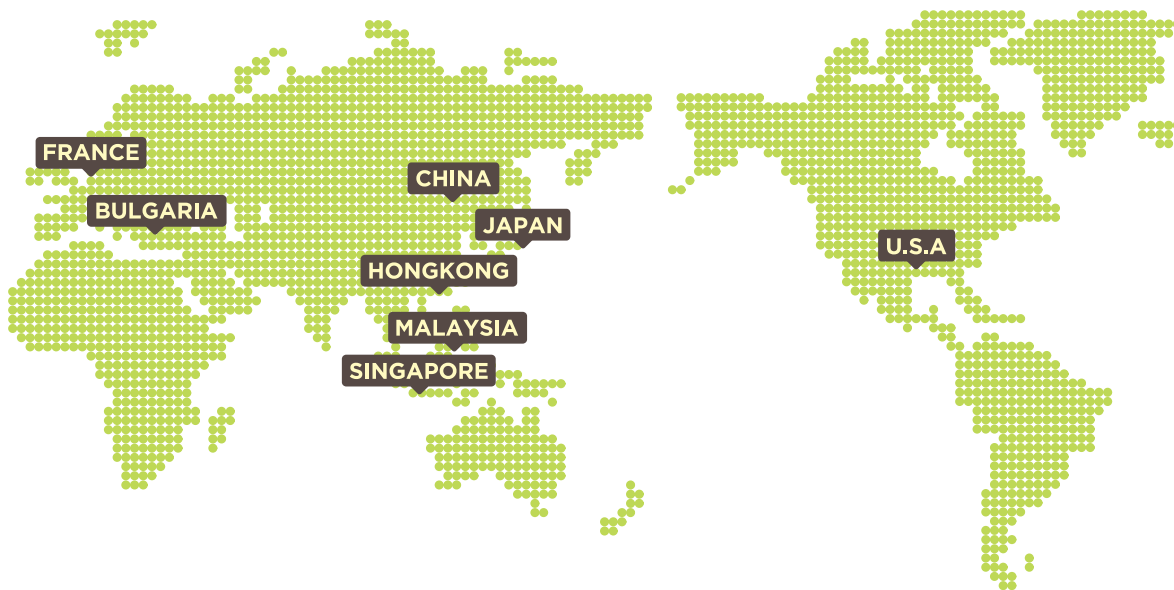 FRANCE
CHINA
BULGARIA
JAPAN
U.S.A
HONGKONG
MALAYSIA
SINGAPORE